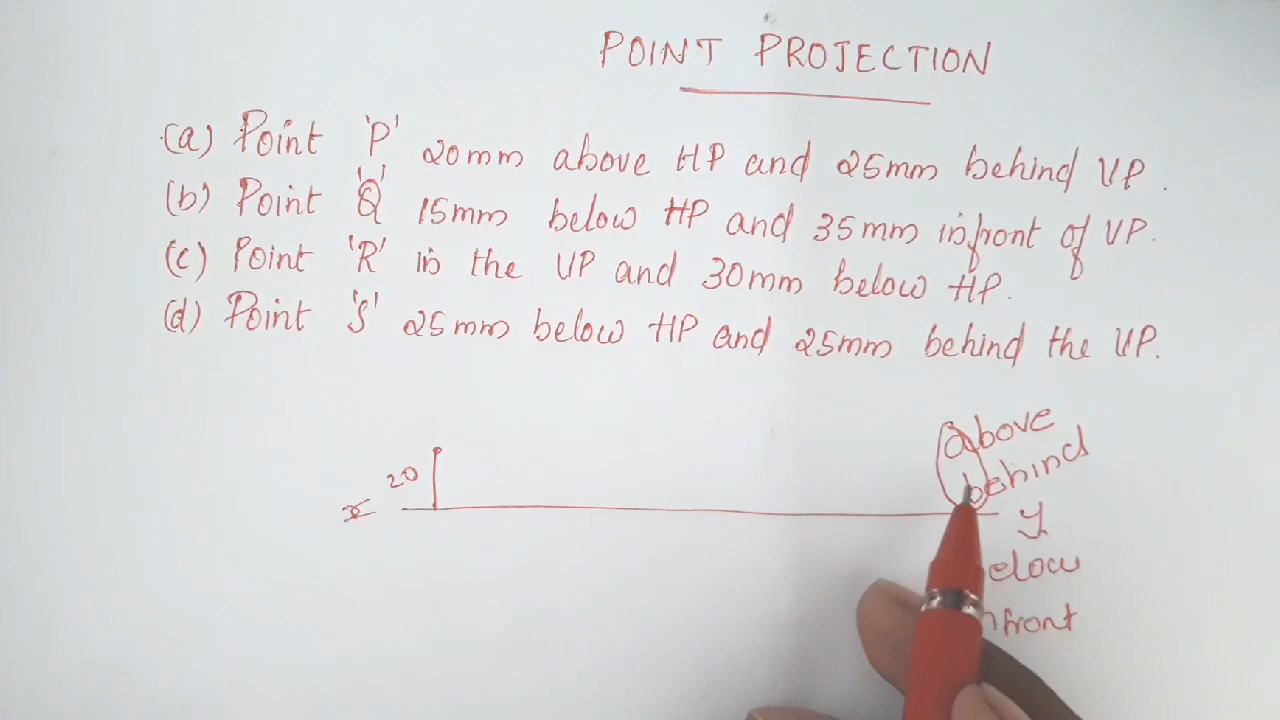 POINT PROJECTION
(a) Point 'P' 20mm above HP and 25mm behind VP.
(b) Point 'Q' 15mm below HP and 35mm infront of VP.
(c) Point 'R' in the VP and 30mm below HP.
(d) Point 'S' 25mm below HP and 25mm behind the VP.
above
behind
20
x
y
elow
nfront